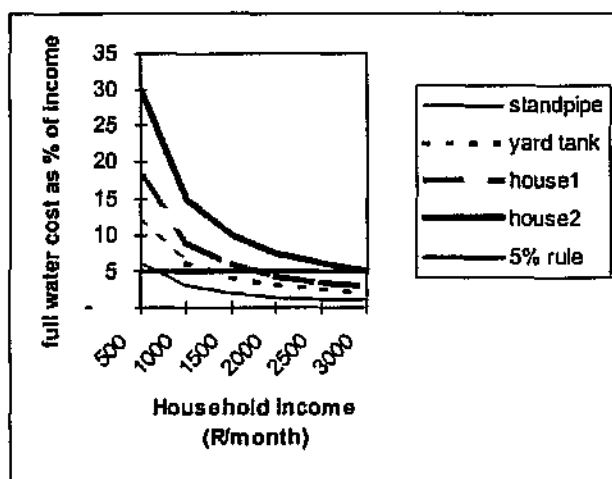 full water cost as % of income
35
30
25
20
15
10
5
-
500
1000
1500
2000
2500
3000
Household Income
(R/month)
standpipe
yard tank
house1
house2
5% rule